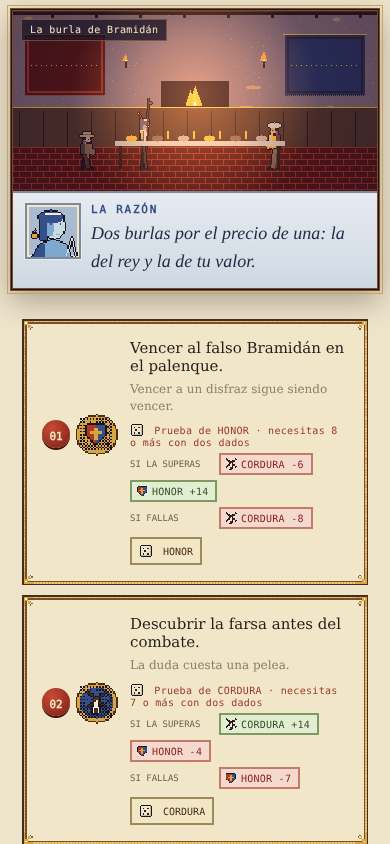 La burla de Bramidán
LA RAZÓN
Dos burlas por el precio de una: la
del rey y la de tu valor.
Vencer al falso Bramidán en
el palenque.
Vencer a un disfraz sigue siendo
vencer.
01
Prueba de HONOR · necesitas 8
o más con dos dados
SI LA SUPERAS CORDURA -6
HONOR +14
SI FALLAS CORDURA -8
HONOR
Descubrir la farsa antes del
combate.
La duda cuesta una pelea.
02
Prueba de CORDURA · necesitas
7 o más con dos dados
SI LA SUPERAS CORDURA +14
HONOR -4
SI FALLAS HONOR -7
CORDURA